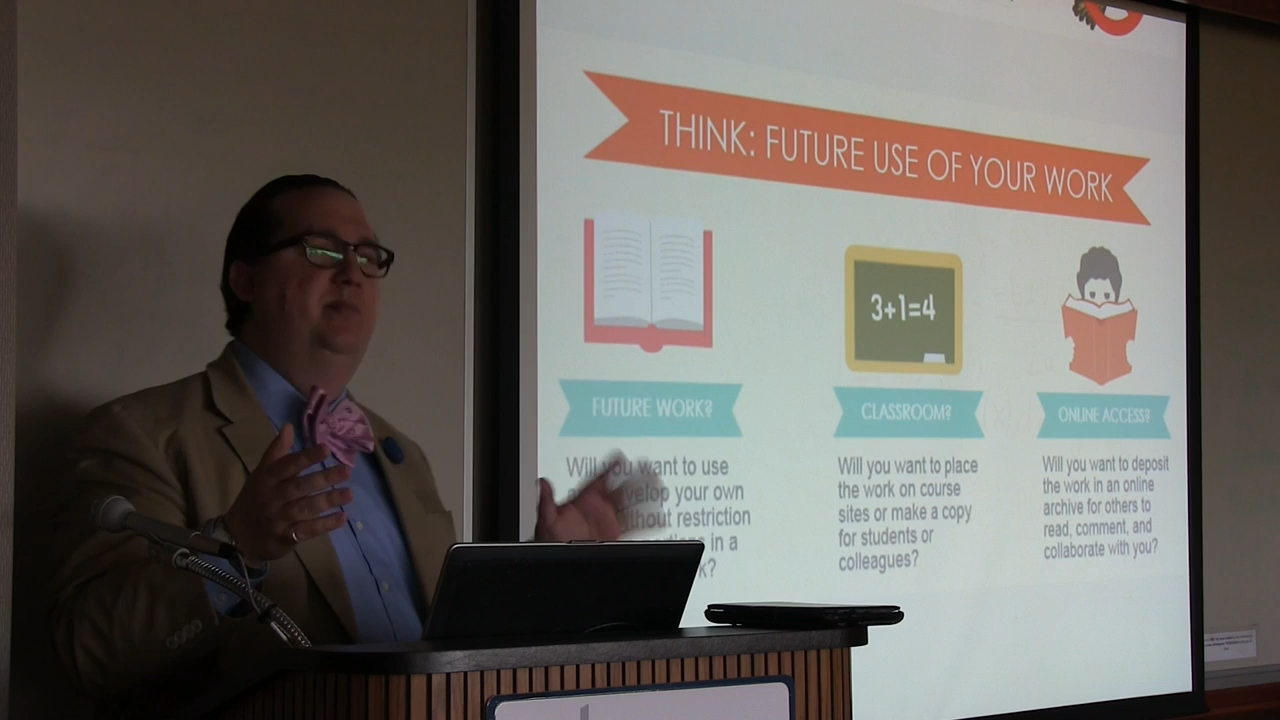 THINK: FUTURE USE OF YOUR WORK
3+1=4
FUTURE WORK?
Will you want to use
develop your own
without restriction
in a
k?
CLASSROOM?
Will you want to place
the work on course
sites or make a copy
for students or
colleagues?
ONLINE ACCESS?
Will you want to deposit
the work in an online
archive for others to
read, comment, and
collaborate with you?